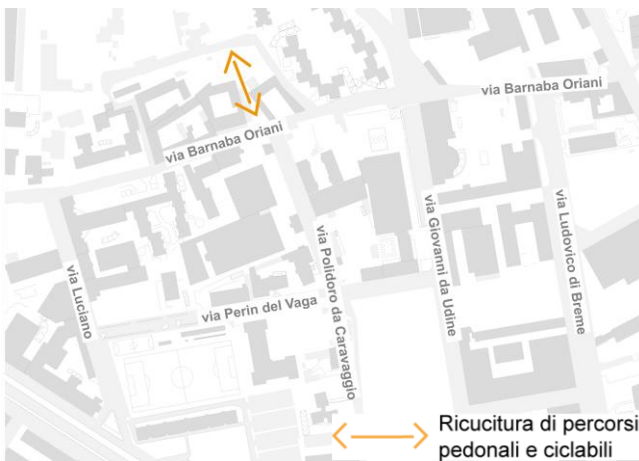 via Barnaba Oriani
via Barnaba Oriani
via Polidoro da Caravaggio
via Giovanni da Udine
via Ludovico di Breme
via Luciano
via Perin del Vaga
Ricucitura di percorsi
pedonali e ciclabili